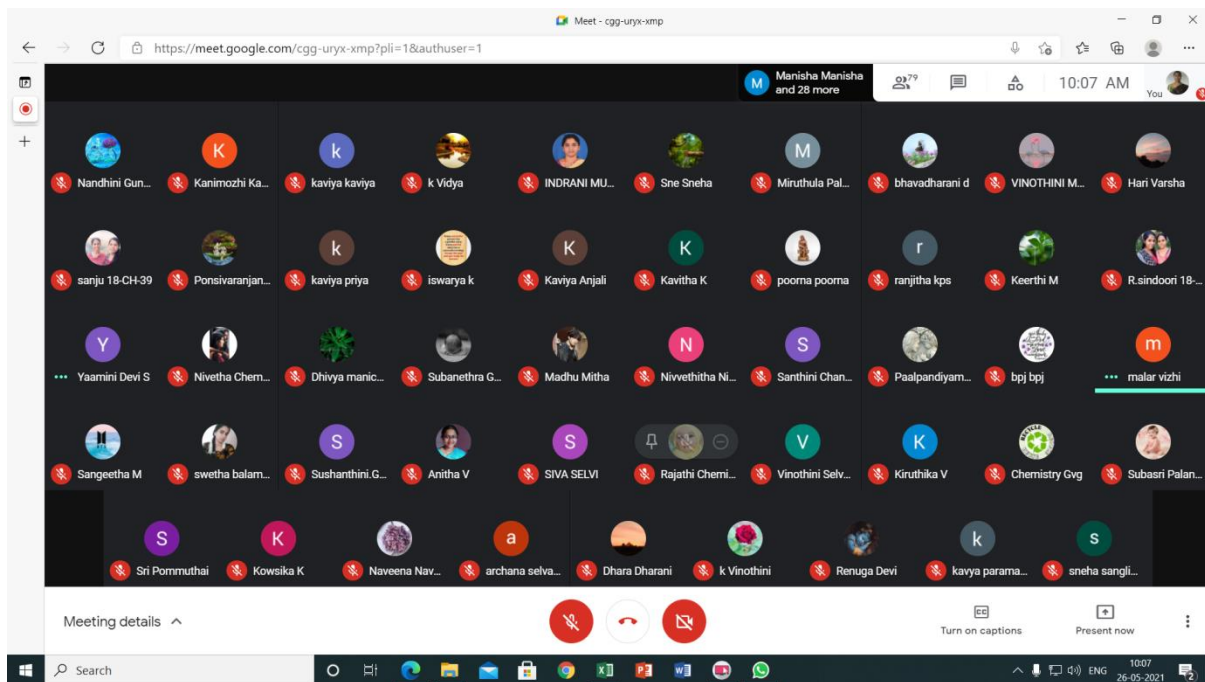 Meet - cgg-uryx-xmp
https://meet.google.com/cgg-uryx-xmp?pli=1&authuser=1
M Manisha Manisha
and 28 more
79
10:07 AM
You
K k M
Nandhini Gun... Kanimozhi Ka... kaviya kaviya k Vidya INDRANI MU... Sne Sneha Miruthula Pal... bhavadharani d VINOTHINI M... Hari Varsha
k K K r
sanju 18-CH-39 Ponsivaranjan... kaviya priya iswarya k Kaviya Anjali Kavitha K poorna poorna ranjitha kps Keerthi M R.sindoori 18-...
Y N S m
Yaamini Devi S Nivetha Chem... Dhivya manic... Subanethra G... Madhu Mitha Nivvethitha Ni... Santhini Chan... Paalpandiyam... bpj bpj malar vizhi
S S V K
Sangeetha M swetha balam... Sushanthini.G... Anitha V SIVA SELVI Rajathi Chemi... Vinothini Selv... Kiruthika V Chemistry Gvg Subasri Palan...
S K a k s
Sri Pommuthai Kowsika K Naveena Nav... archana selva... Dhara Dharani k Vinothini Renuga Devi kavya parama... sneha sangli...
Meeting details
Turn on captions
Present now
Search
ENG
10:07
26-05-2021